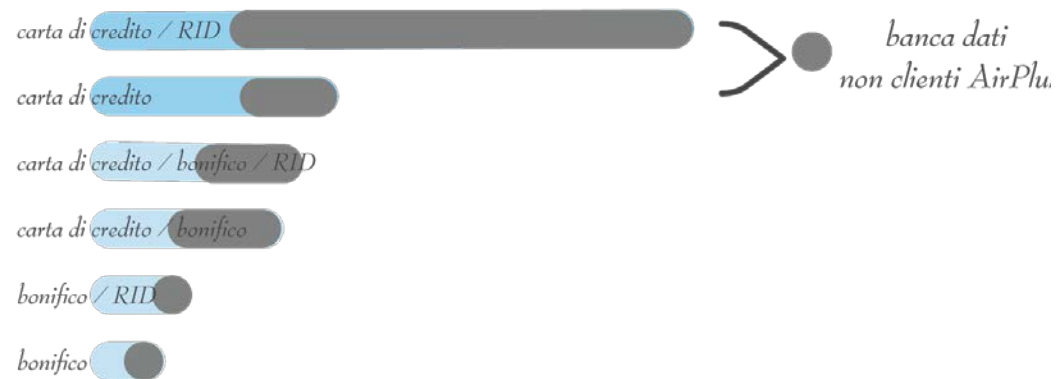 carta di credito / RID
banca dati
non clienti AirPlus
carta di credito
carta di credito / bonifico / RID
carta di credito / bonifico
bonifico / RID
bonifico